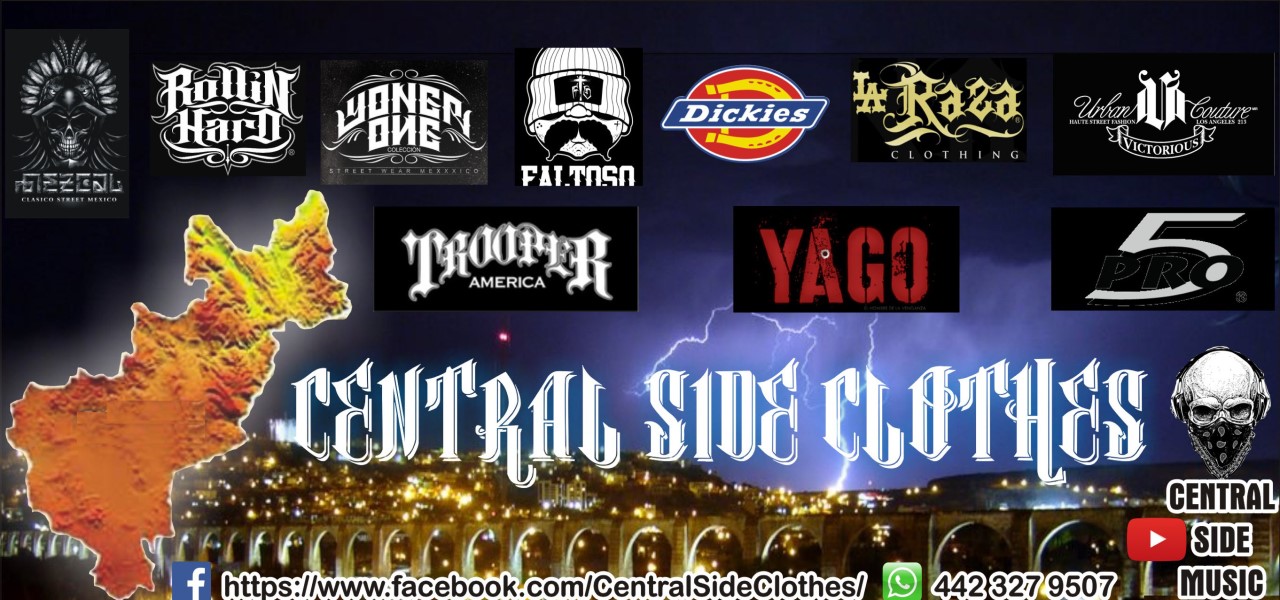 MEZCAL
CLASICO STREET MEXICO
RolliN
HarD
YONER
ONE
COLECCIÓN
STREET WEAR MEXXXICO
FALTOSO
Dickies
LA Raza
CLOTHING
Urban Couture
HAUTE STREET FASHION LOS ANGELES 213
VICTORIOUS
TROOPER
AMERICA
YAGO
5
PRO
CENTRAL SIDE CLOTHES
CENTRAL
SIDE
MUSIC
https://www.facebook.com/CentralSideClothes/ 442 327 9507